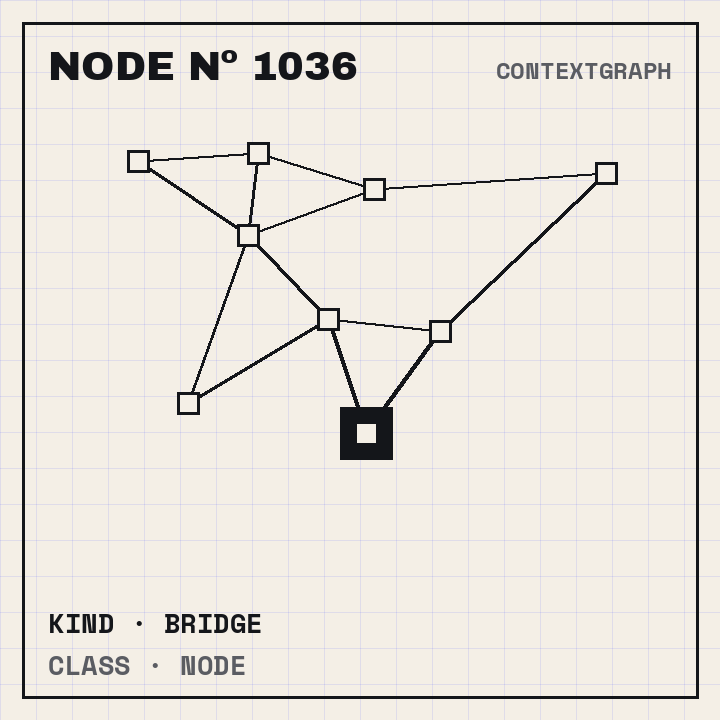 NODE Nº 1036
CONTEXTGRAPH
KIND · BRIDGE
CLASS · NODE